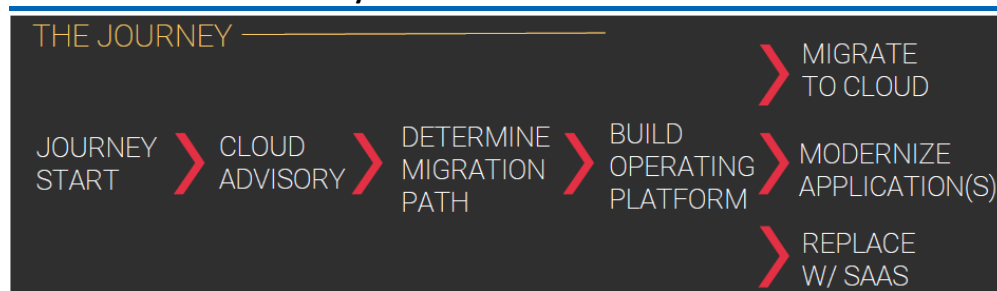 THE JOURNEY
JOURNEY
START
CLOUD
ADVISORY
DETERMINE
MIGRATION
PATH
BUILD
OPERATING
PLATFORM
MIGRATE
TO CLOUD
MODERNIZE
APPLICATION(S)
REPLACE
W/ SAAS